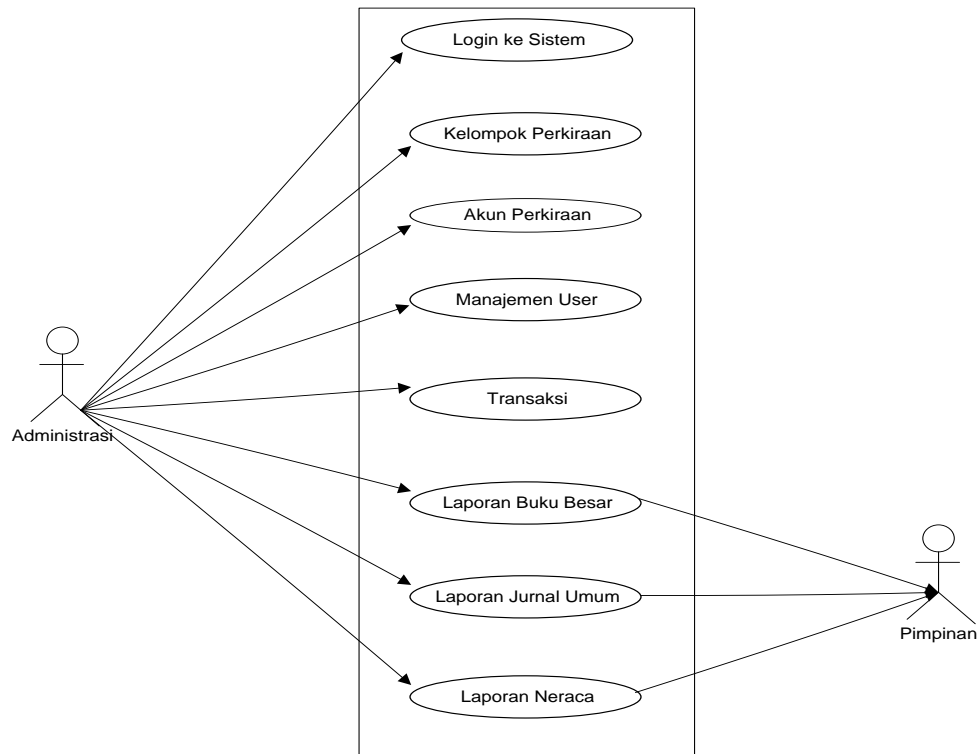 Login ke Sistem
Kelompok Perkiraan
Akun Perkiraan
Manajemen User
Transaksi
Administrasi
Laporan Buku Besar
Laporan Jurnal Umum
Pimpinan
Laporan Neraca